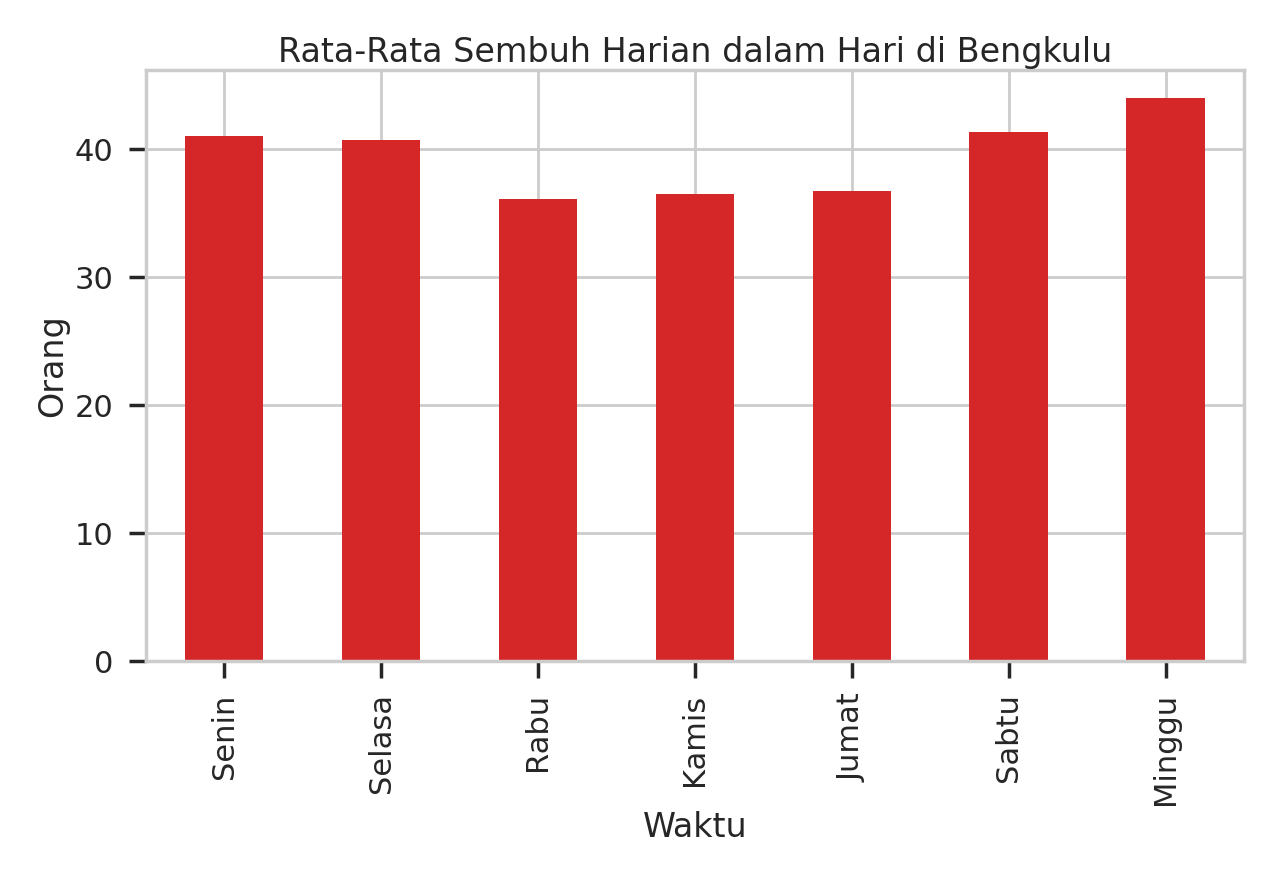 Rata-Rata Sembuh Harian dalam Hari di Bengkulu
Orang
40
30
20
10
0
Senin
Selasa
Rabu
Kamis
Jumat
Sabtu
Minggu
Waktu